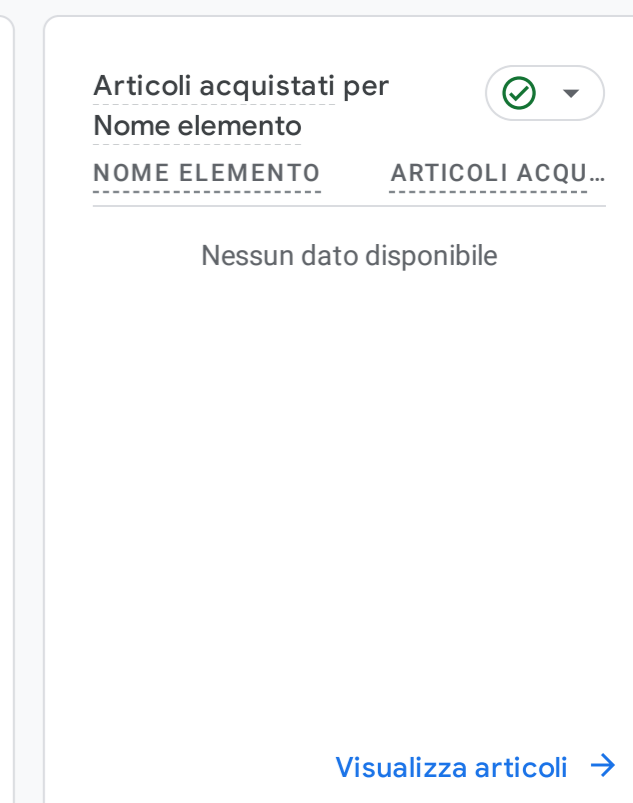 Articoli acquistati per
Nome elemento
NOME ELEMENTO ARTICOLI ACQU...
Nessun dato disponibile
Visualizza articoli